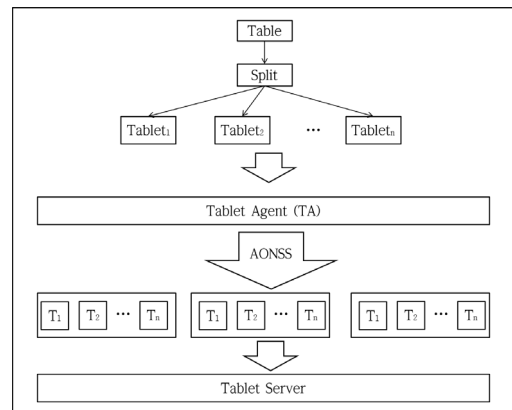 Table
Split
Tablet₁ Tablet₂ ... Tabletₙ
Tablet Agent (TA)
AONSS
T₁ T₂ ... Tₙ T₁ T₂ ... Tₙ T₁ T₂ ... Tₙ
Tablet Server